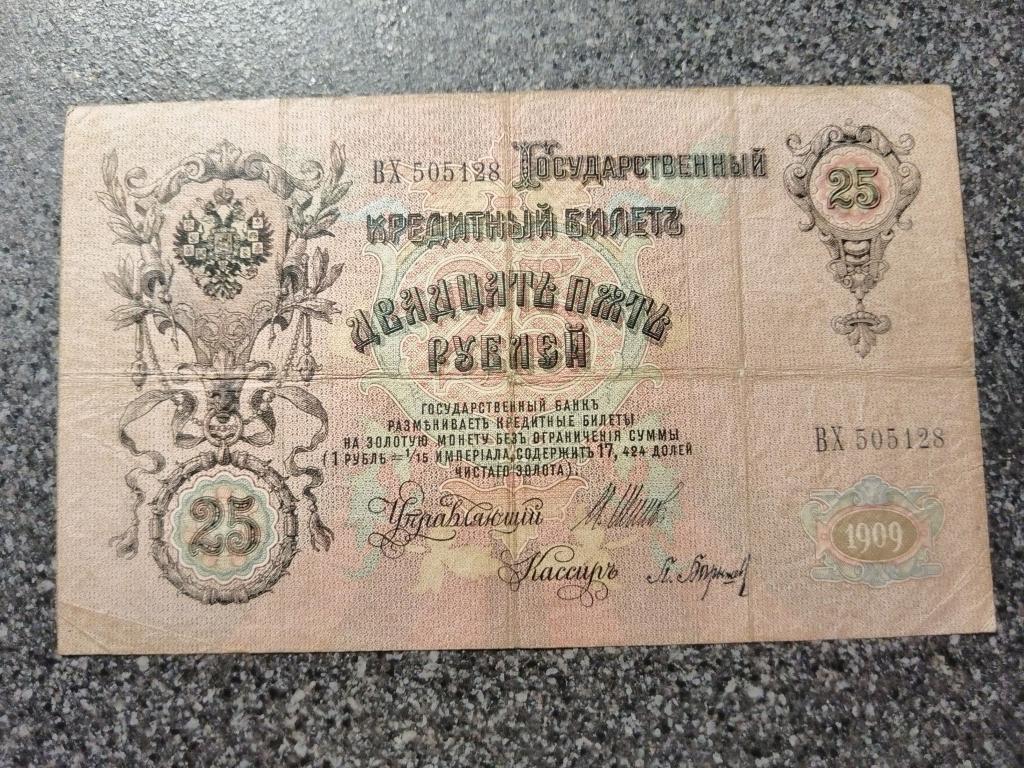 ВХ 505128 Государственный
25
Кредитный Билетъ
Двадцать пять
рублей
Государственный Банкъ
размѣниваетъ кредитные билеты
на золотую монету безъ ограниченія суммы
(1 рубль = 1/15 имперіала, содержитъ 17, 424 долей
чистаго золота).
ВХ 505128
25
Управляющій
И. Шипов
1909
Кассиръ